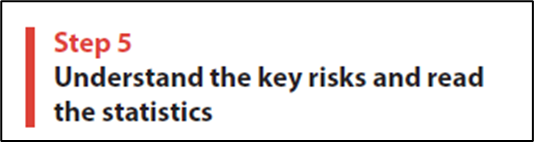 Step 5
Understand the key risks and read
the statistics